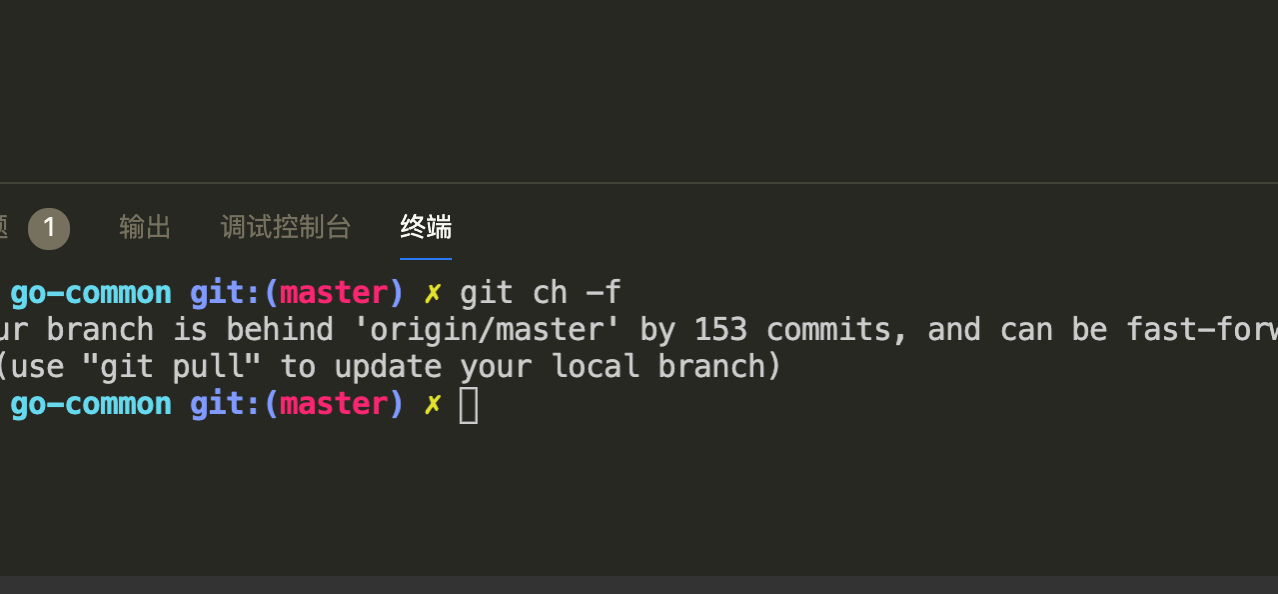 题 1 输出 调试控制台 终端
go-common git:(master) ✗ git ch -f
ur branch is behind 'origin/master' by 153 commits, and can be fast-forw
(use "git pull" to update your local branch)
go-common git:(master) ✗